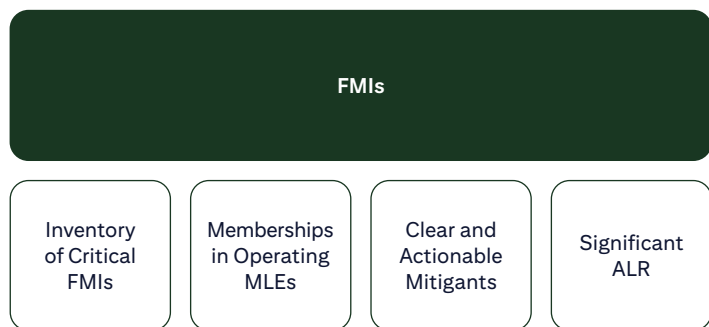 FMIs
Inventory
of Critical
FMIs
Memberships
in Operating
MLEs
Clear and
Actionable
Mitigants
Significant
ALR